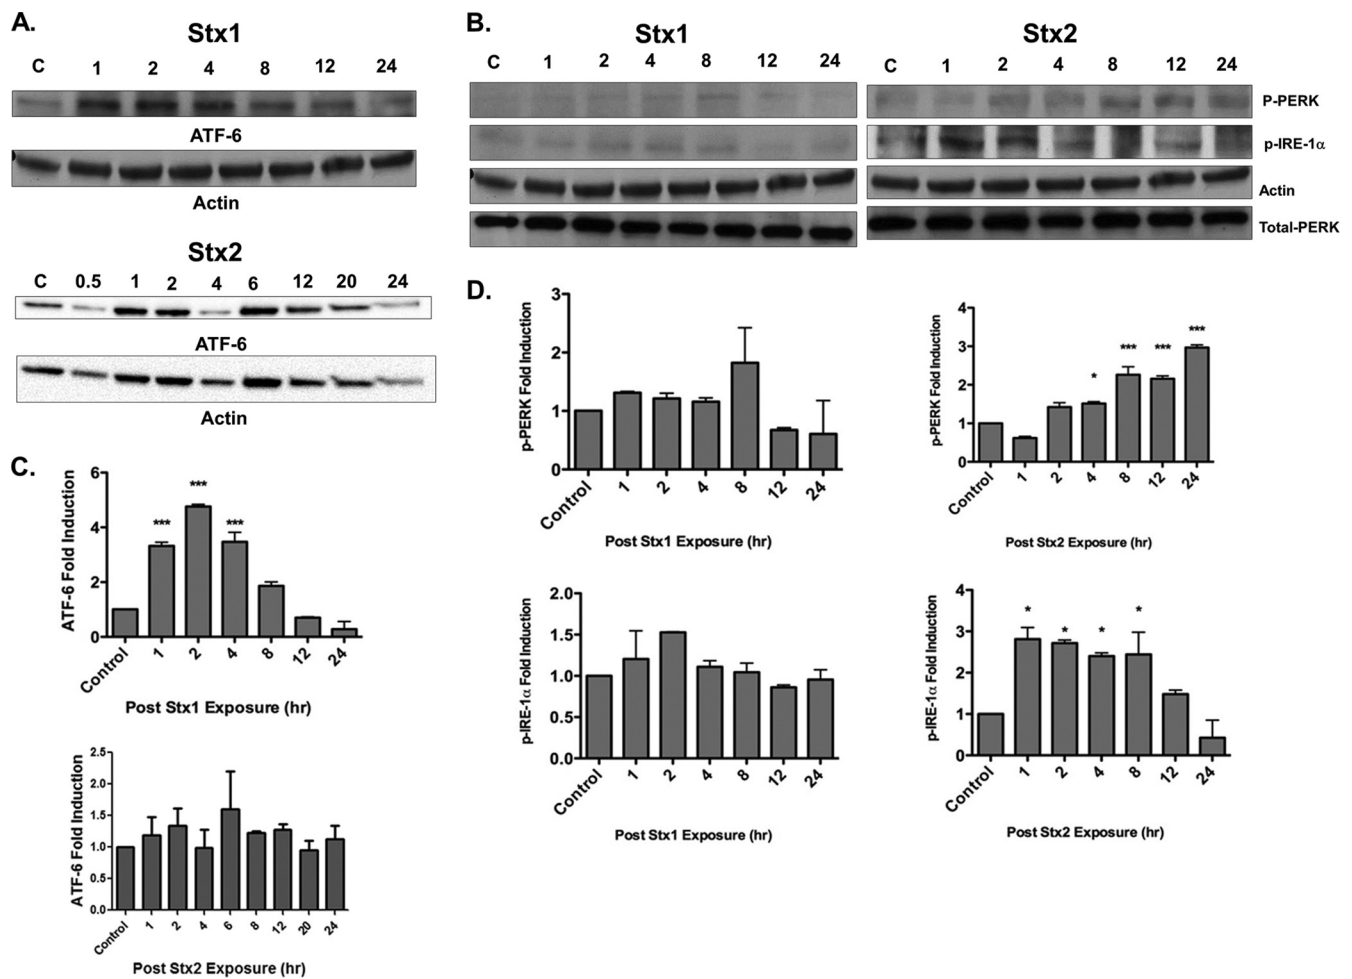 A.
Stx1
C 1 2 4 8 12 24
ATF-6
Actin
Stx2
C 0.5 1 2 4 6 12 20 24
ATF-6
Actin
B.
Stx1
C 1 2 4 8 12 24
Stx2
C 1 2 4 8 12 24
P-PERK
p-IRE-1α
Actin
Total-PERK
C.
ATF-6 Fold Induction
6
4
2
0
*** *** ***
Control 1 2 4 8 12 24
Post Stx1 Exposure (hr)
ATF-6 Fold Induction
2.5
2.0
1.5
1.0
0.5
0.0
Control 1 2 4 6 8 12 20 24
Post Stx2 Exposure (hr)
D.
p-PERK Fold Induction
3
2
1
0
Control 1 2 4 8 12 24
Post Stx1 Exposure (hr)
p-PERK Fold Induction
4
3
2
1
0
* *** *** ***
Control 1 2 4 8 12 24
Post Stx2 Exposure (hr)
p-IRE-1α Fold Induction
2.0
1.5
1.0
0.5
0.0
Control 1 2 4 8 12 24
Post Stx1 Exposure (hr)
p-IRE-1α Fold Induction
4
3
2
1
0
* * * *
Control 1 2 4 8 12 24
Post Stx2 Exposure (hr)